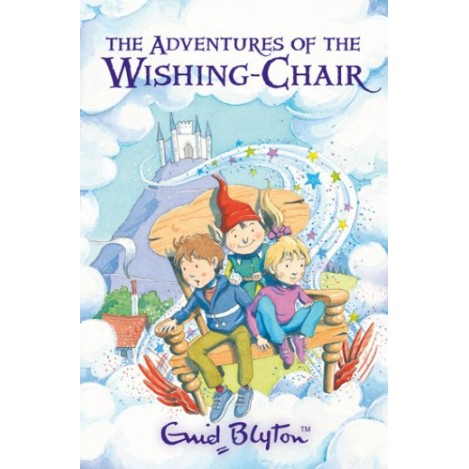 THE ADVENTURES OF THE
WISHING-CHAIR
Enid Blyton™